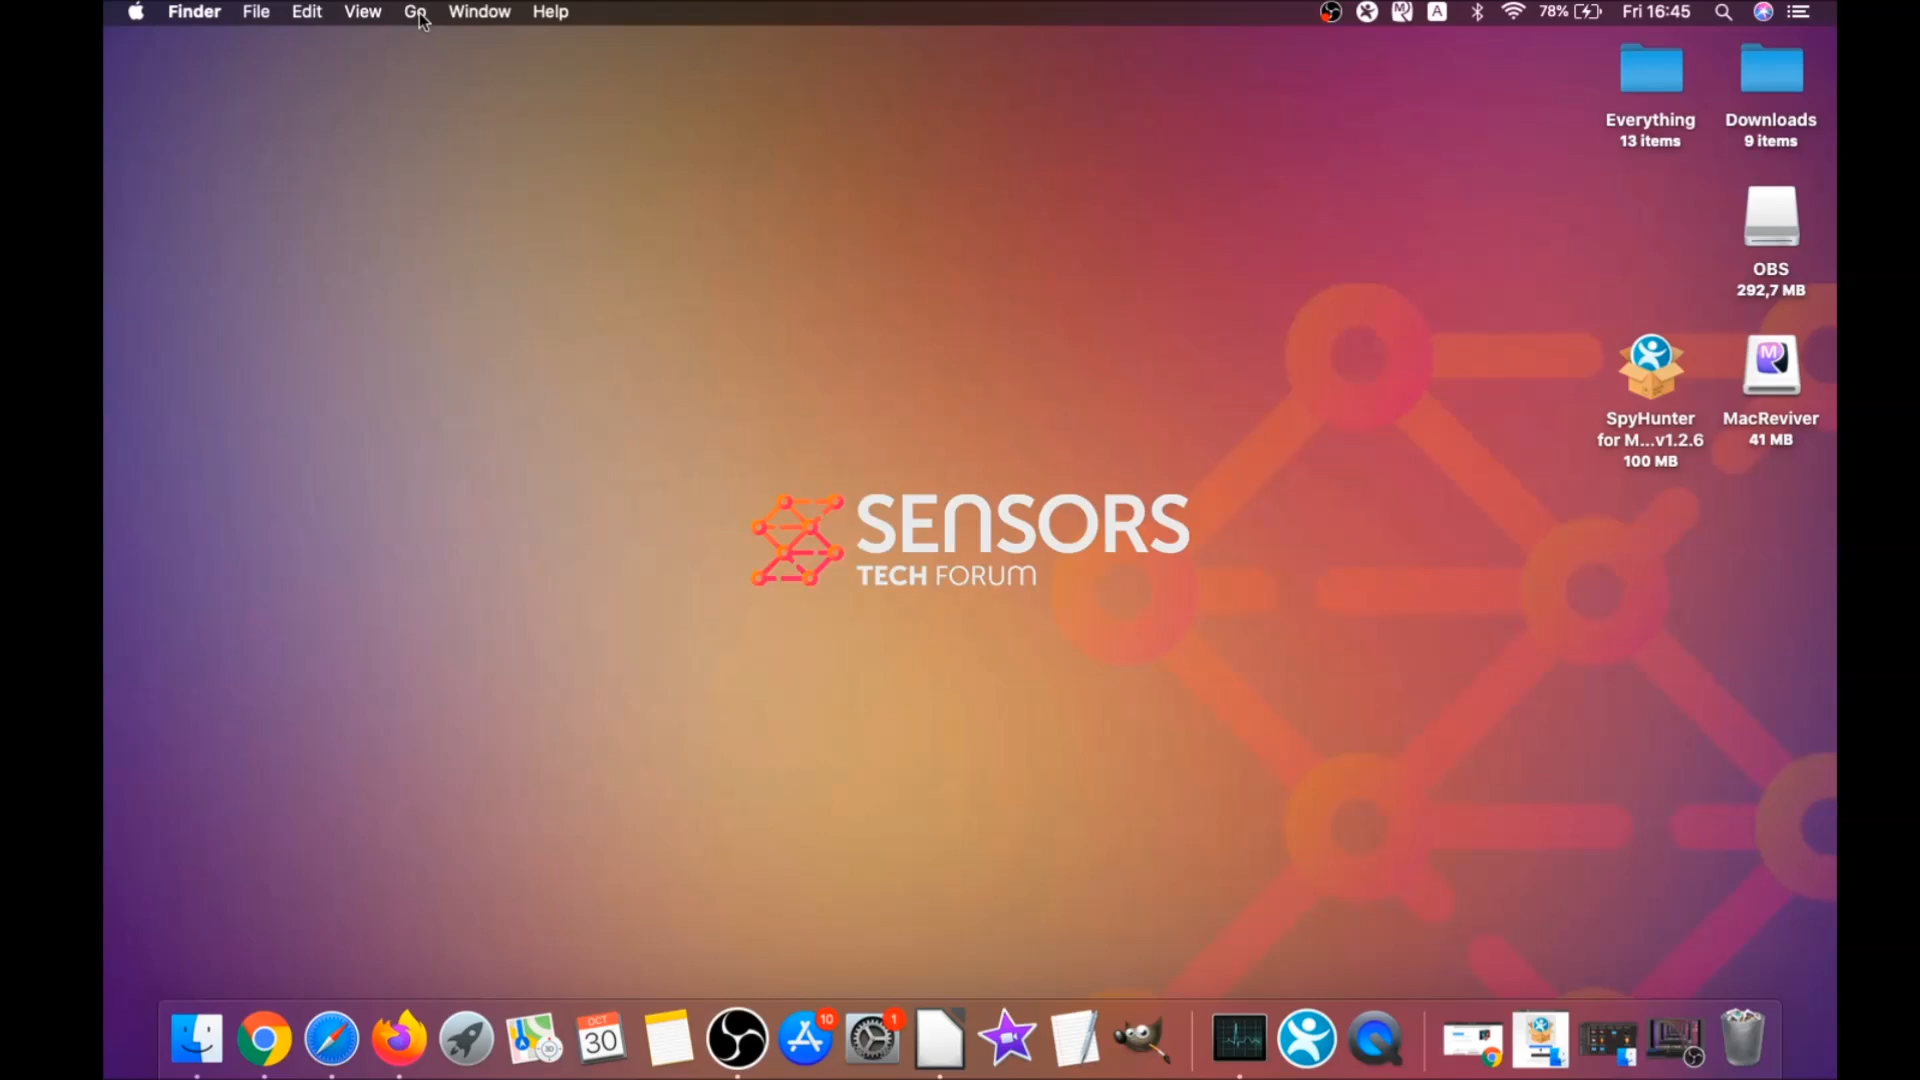 Finder File Edit View Go Window Help A 78% Fri 16:45
Everything
13 items
Downloads
9 items
OBS
292,7 MB
SpyHunter
for M...v1.2.6
100 MB
MacReviver
41 MB
SENSORS
TECH FORUM
OCT
30
10
1